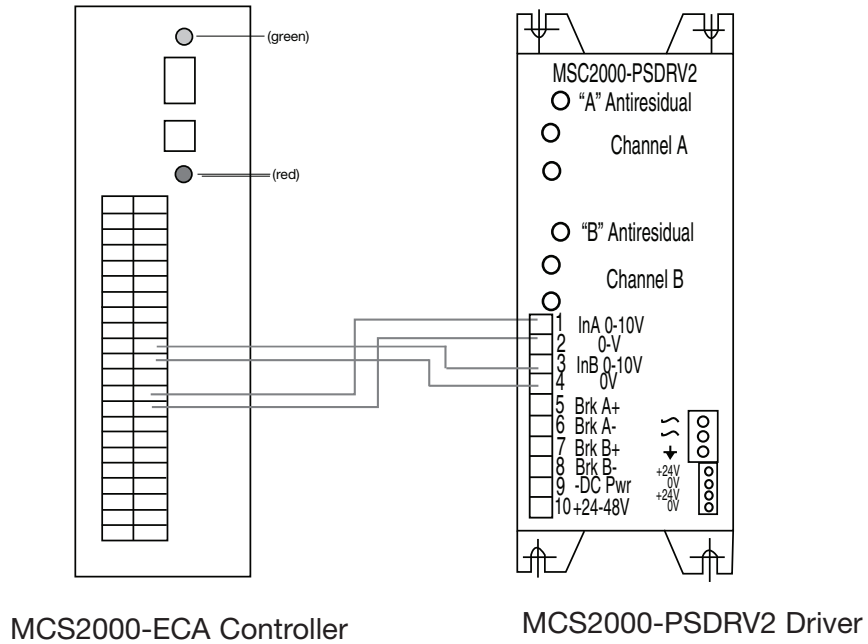 (green)
(red)
MSC2000-PSDRV2
“A” Antiresidual
Channel A
“B” Antiresidual
Channel B
1 InA 0-10V
2 0-V
3 InB 0-10V
4 0V
5 Brk A+
6 Brk A-
7 Brk B+
8 Brk B-
9 -DC Pwr
10 +24-48V
+24V
0V
+24V
0V
MCS2000-ECA Controller
MCS2000-PSDRV2 Driver